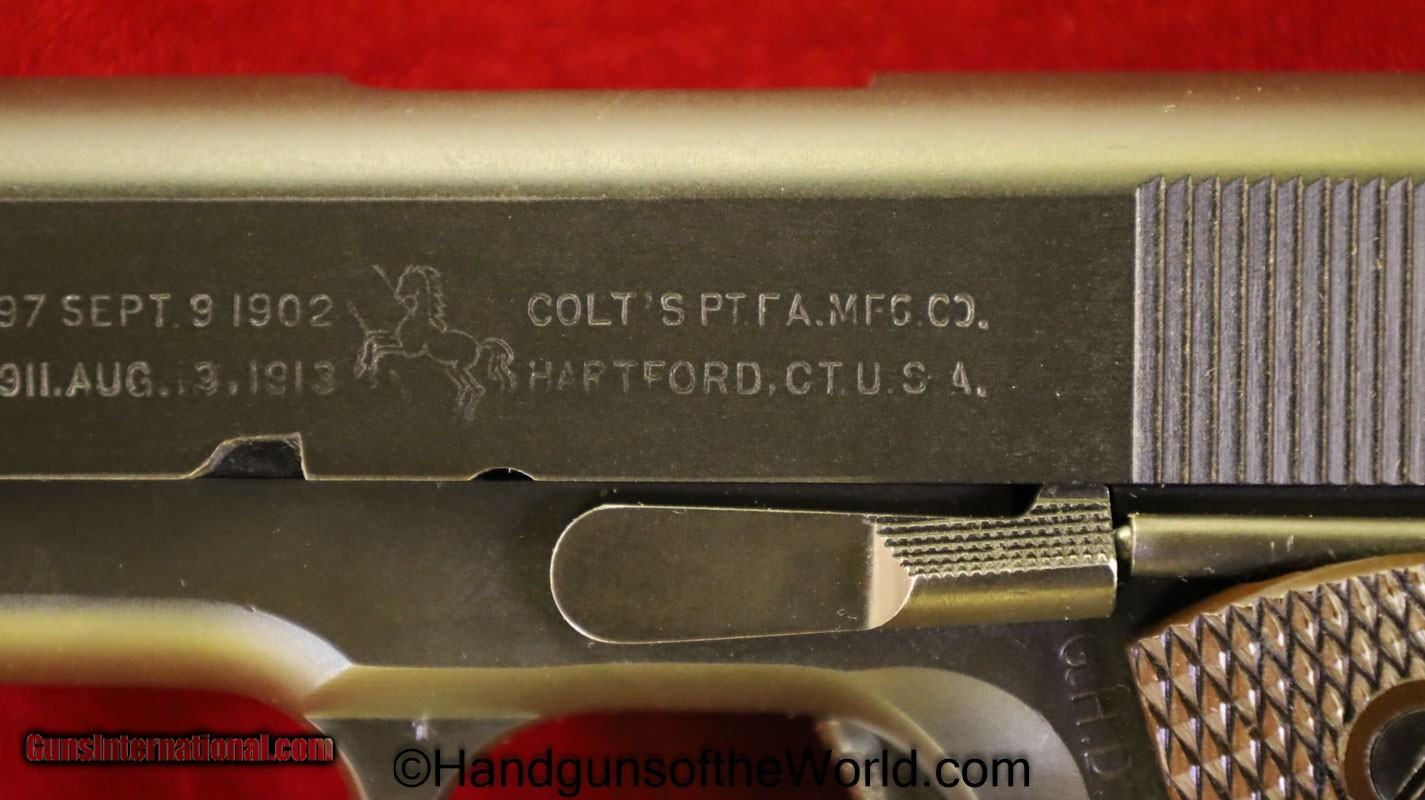 97 SEPT. 9 1902
911. AUG. 19, 1913
COLT'S PT. F.A. MFG. CO.
HARTFORD, CT. U.S.A.
G.H.D.
GunsInternational.com
©HandgunsoftheWorld.com